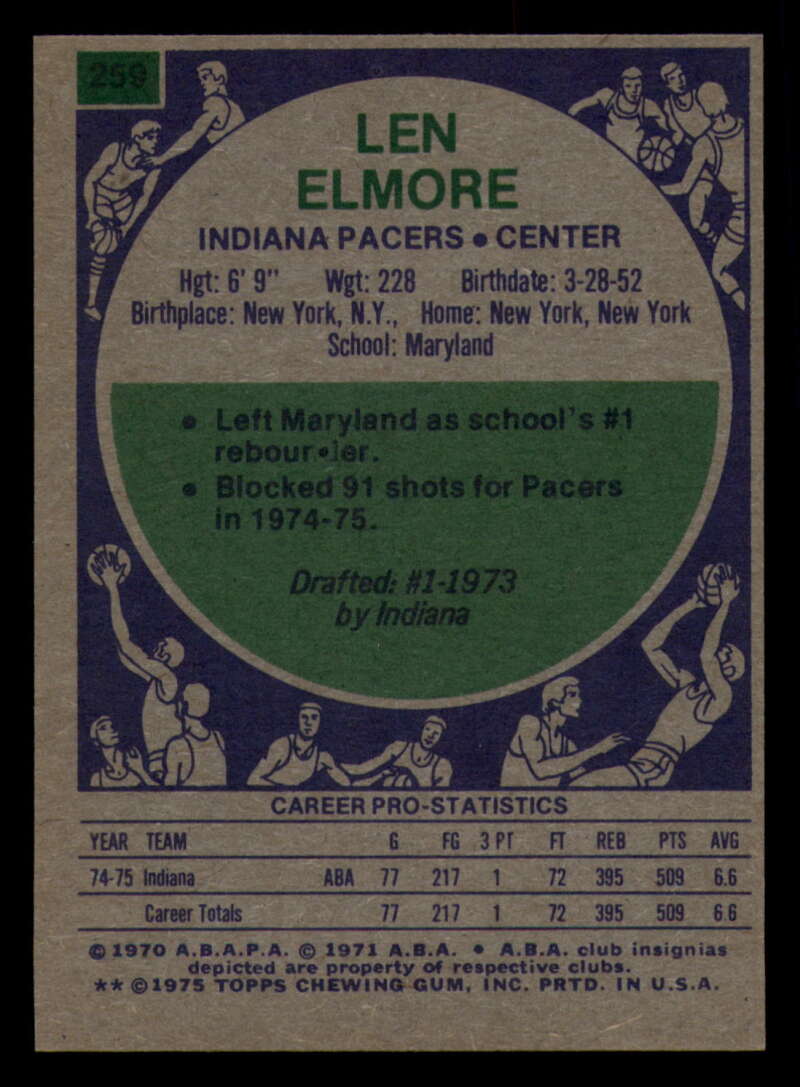 259
LEN
ELMORE
INDIANA PACERS • CENTER
Hgt: 6' 9" Wgt: 228 Birthdate: 3-28-52
Birthplace: New York, N.Y., Home: New York, New York
School: Maryland
• Left Maryland as school's #1
rebounder.
• Blocked 91 shots for Pacers
in 1974-75.
Drafted: #1-1973
by Indiana
CAREER PRO-STATISTICS
YEAR TEAM G FG 3 PT FT REB PTS AVG
74-75 Indiana ABA 77 217 1 72 395 509 6.6
Career Totals 77 217 1 72 395 509 6.6
© 1970 A.B.A.P.A. © 1971 A.B.A. • A.B.A. club insignias
depicted are property of respective clubs.
** ©1975 TOPPS CHEWING GUM, INC. PRTD. IN U.S.A.